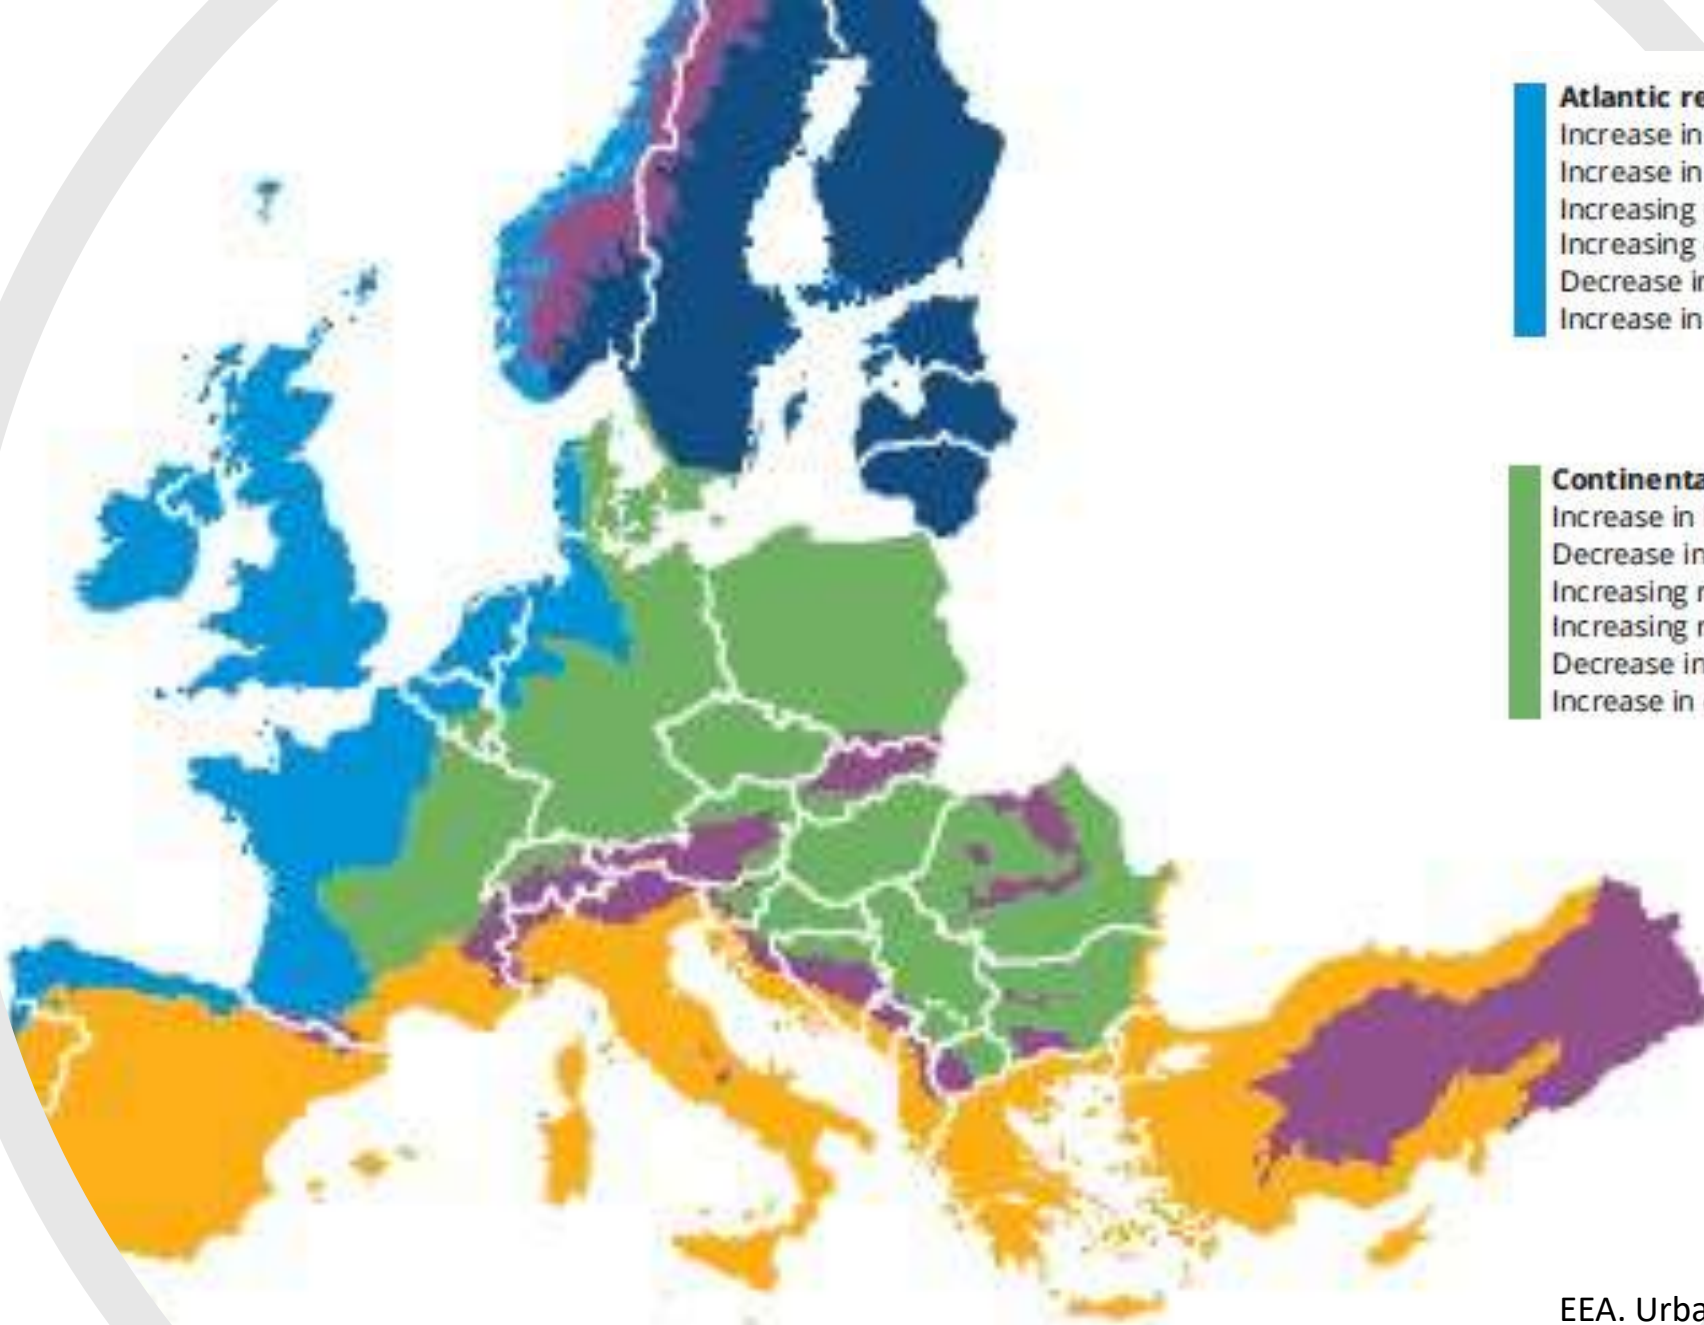 Atlantic re
Increase in
Increase in
Increasing
Increasing
Decrease in
Increase in
Continenta
Increase in
Decrease in
Increasing r
Increasing r
Decrease in
Increase in
EEA. Urba